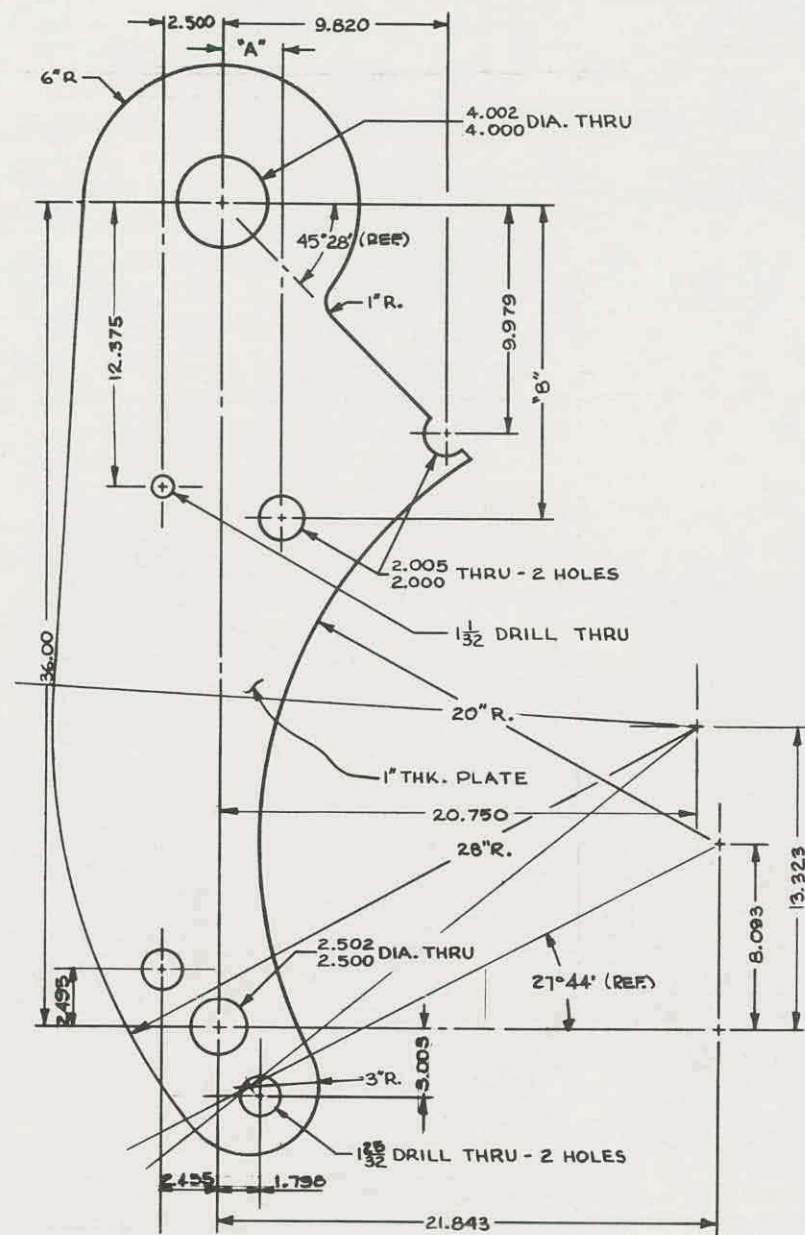 2.500
9.820
"A"
6"R
4.002
4.000 DIA. THRU
45°28' (REF.)
1"R.
12.375
9.979
"B"
2.005
2.000 THRU - 2 HOLES
1 1/32 DRILL THRU
36.00
20"R.
1" THK. PLATE
20.750
28"R.
13.323
8.093
2.502
2.500 DIA. THRU
27°44' (REF.)
2.495
3"R.
3.003
1 25/32 DRILL THRU - 2 HOLES
2.495
1.798
21.843